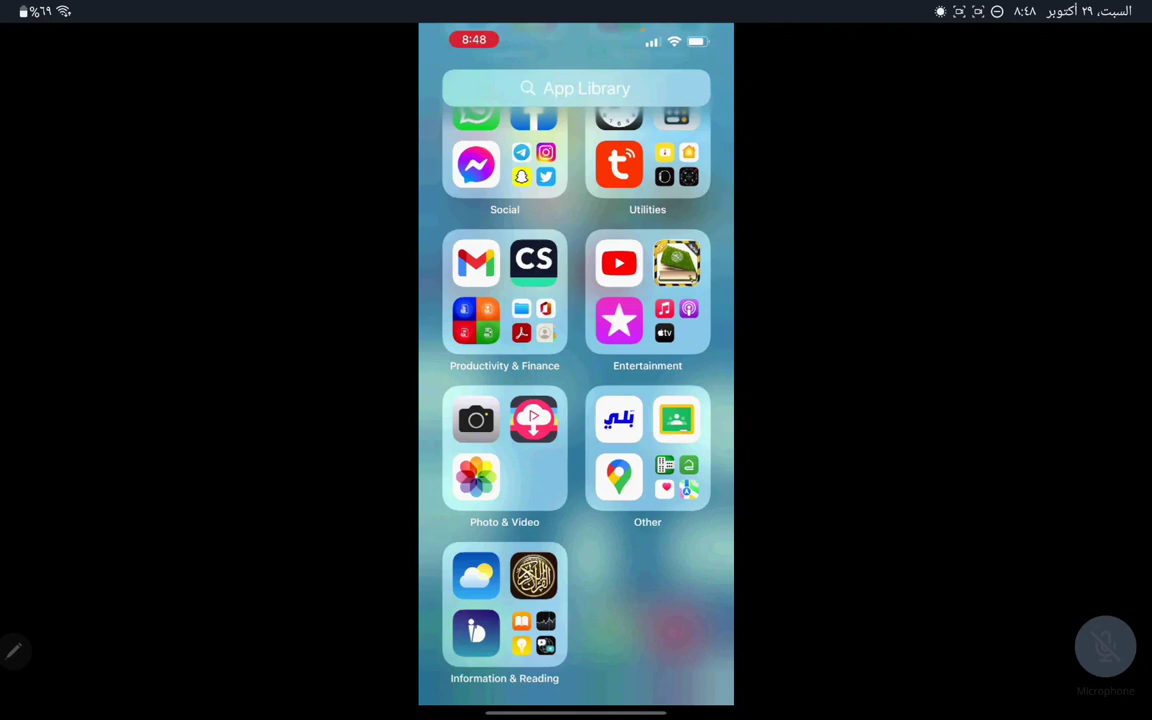 السبت، ٢٩ أكتوبر ٨:٤٨
٦٩%
8:48
App Library
Social
Utilities
CS
Productivity & Finance
Entertainment
tv
بلي
Photo & Video
Other
Information & Reading
Microphone